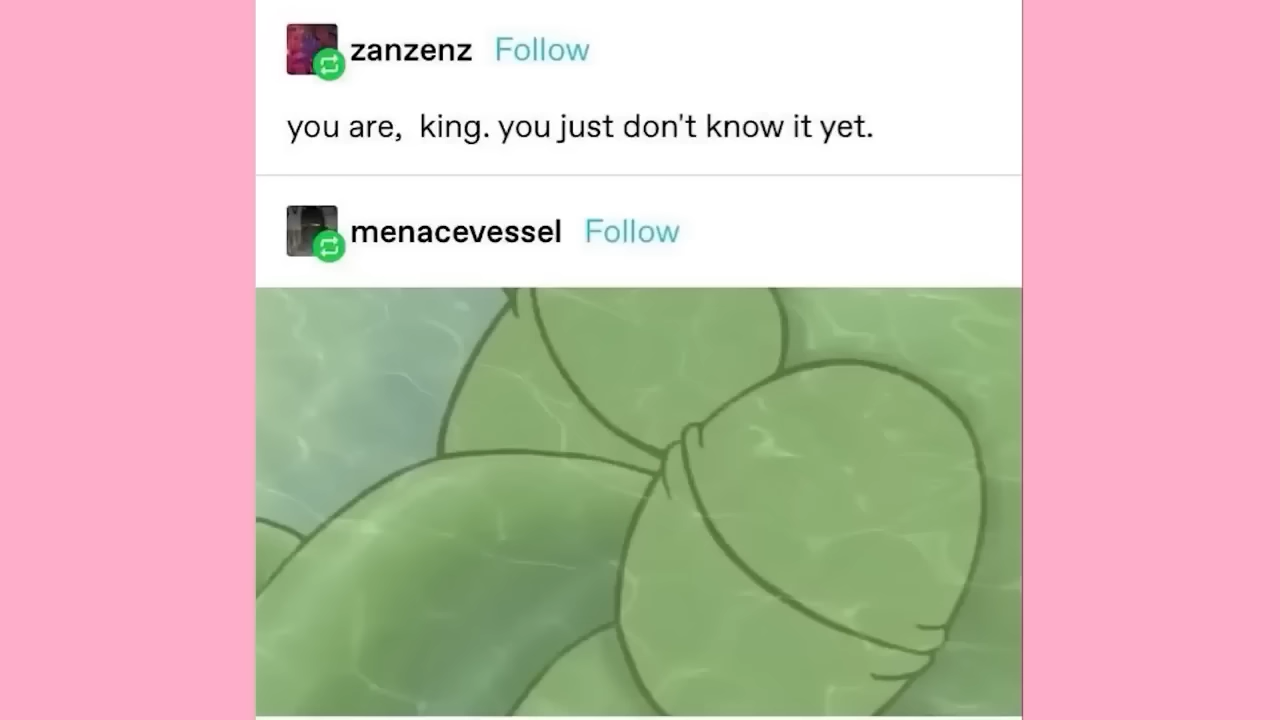 zanzenz Follow
you are,  king. you just don't know it yet.
menacevessel Follow